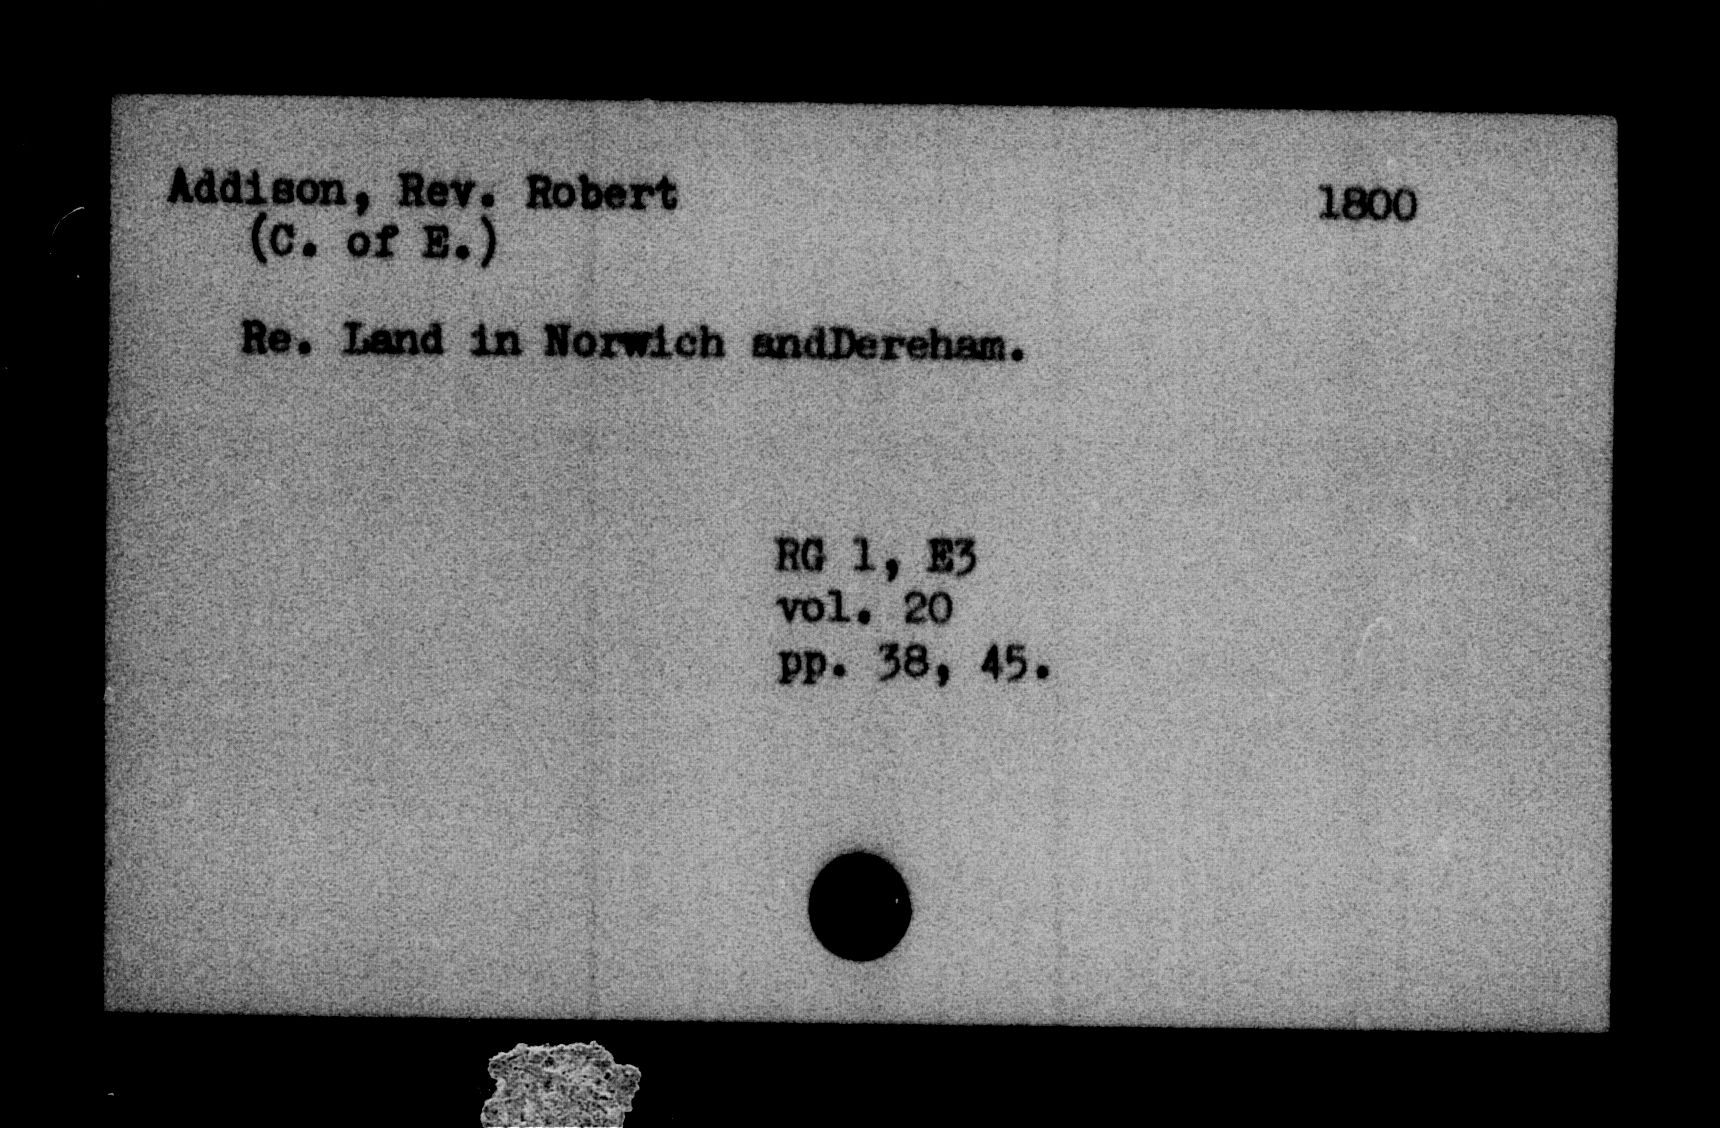 Addison, Rev. Robert 1800
(C. of E.)
Re. Land in Norwich andDereham.
RG 1, E3
vol. 20
pp. 38, 45.